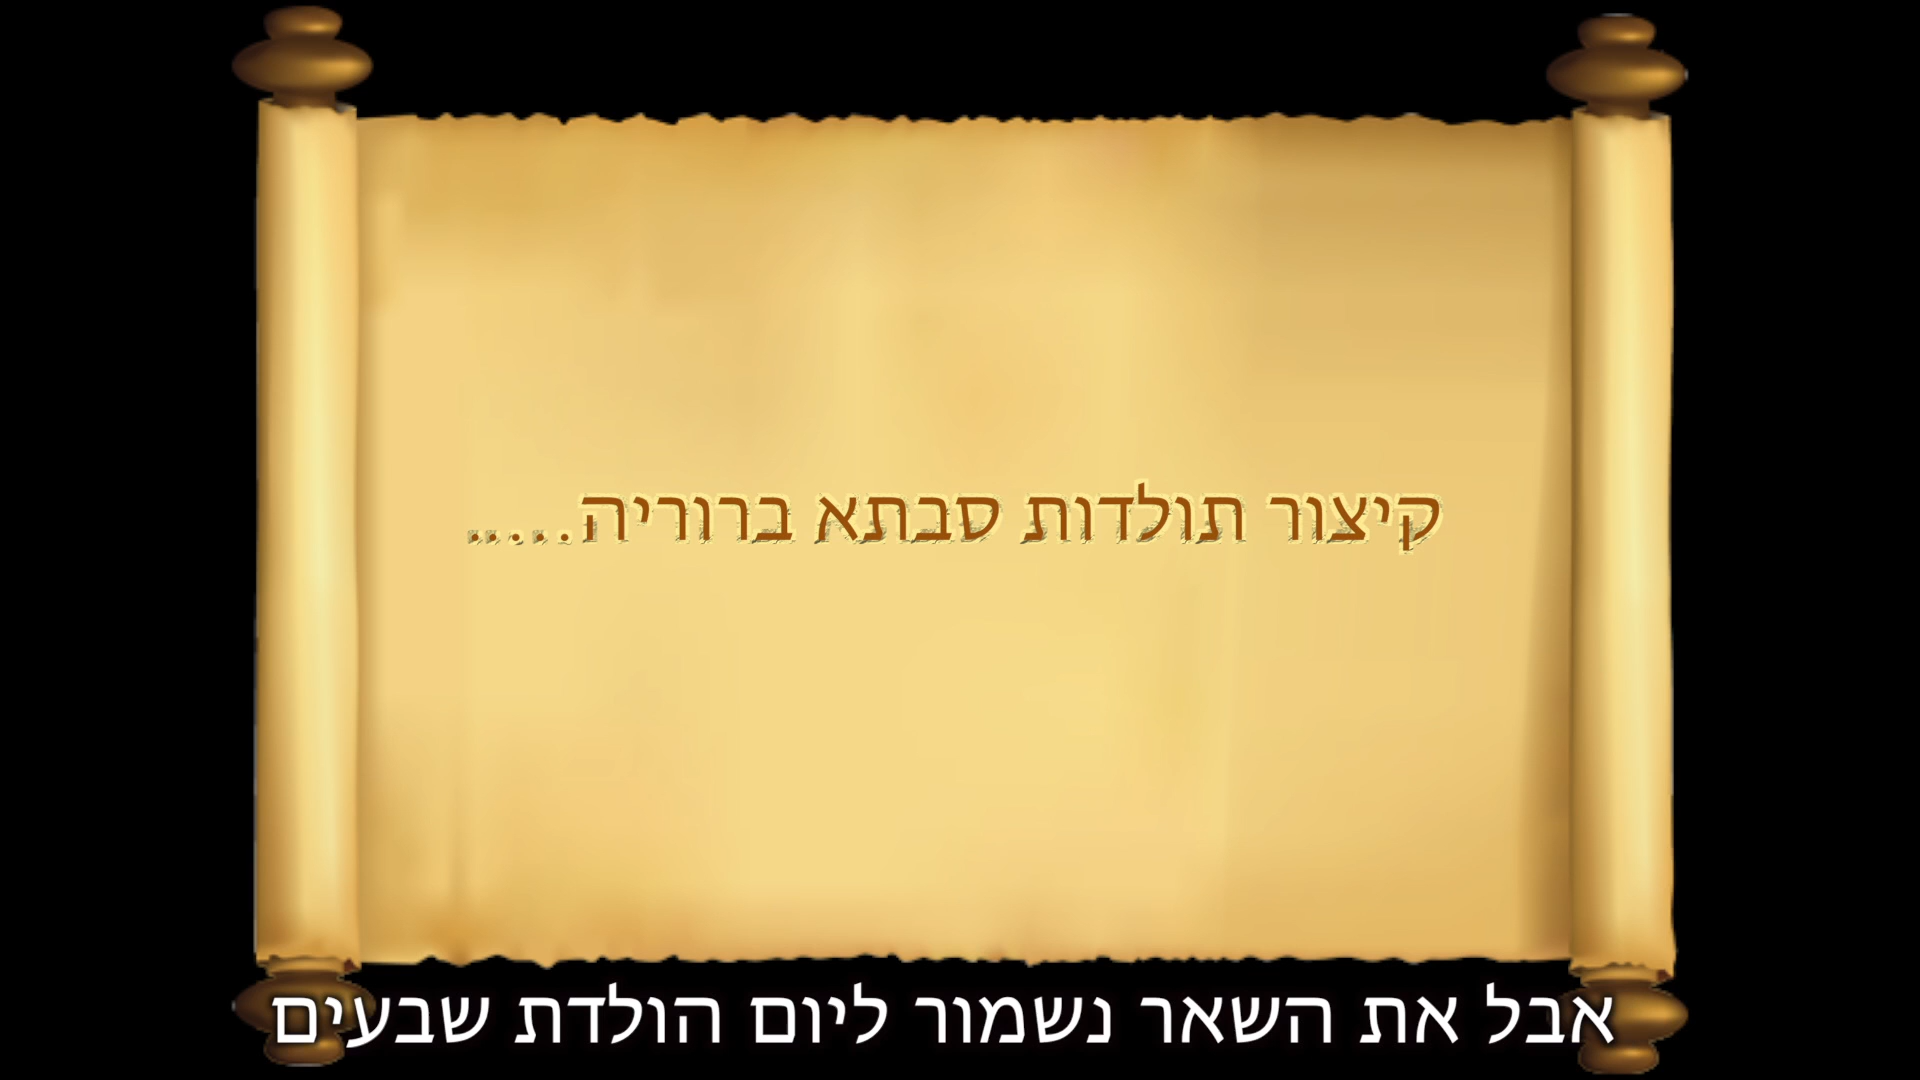 קיצור תולדות סבתא ברוריה......
אבל את השאר נשמור ליום הולדת שבעים